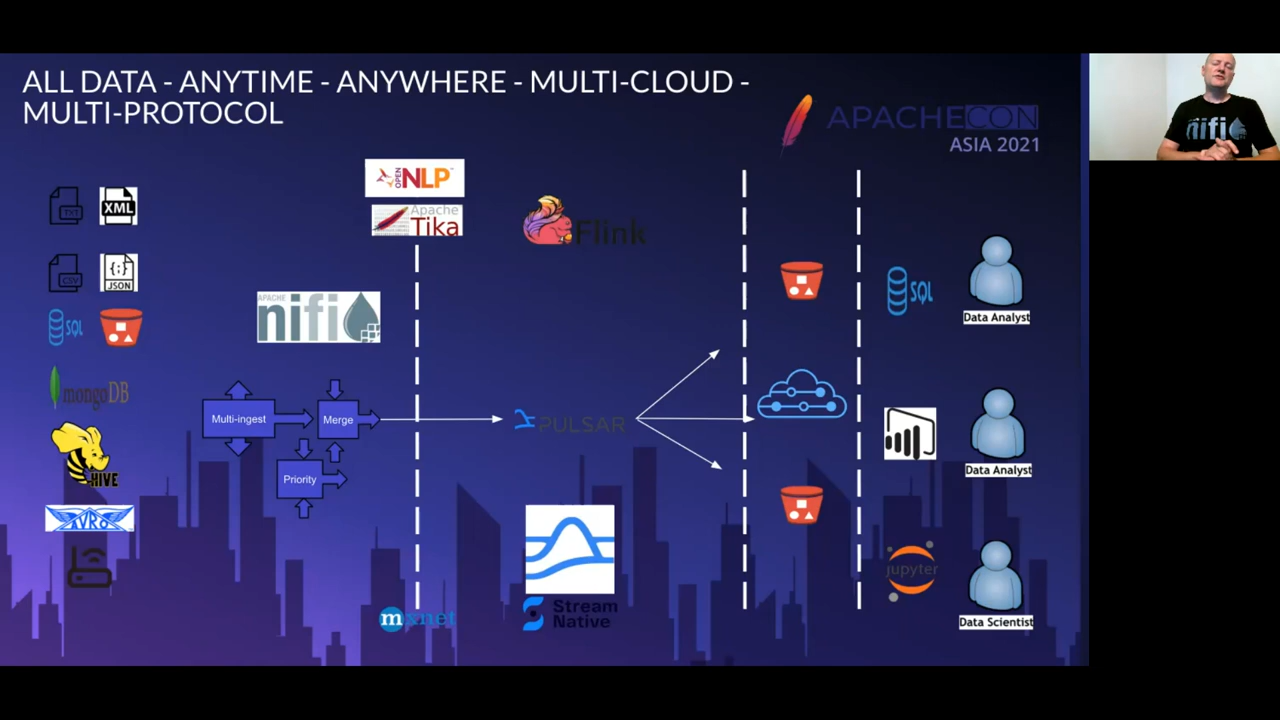 ALL DATA - ANYTIME - ANYWHERE - MULTI-CLOUD -
MULTI-PROTOCOL
APACHECON
ASIA 2021
nifi
OPEN NLP
Apache
Tika
Flink
TXT
XML
CSV
{:}
JSON
SQL
mongoDB
HIVE
AVRO
APACHE
nifi
Multi-ingest
Merge
Priority
PULSAR
mxnet
Stream
Native
SQL
Data Analyst
Data Analyst
jupyter
Data Scientist